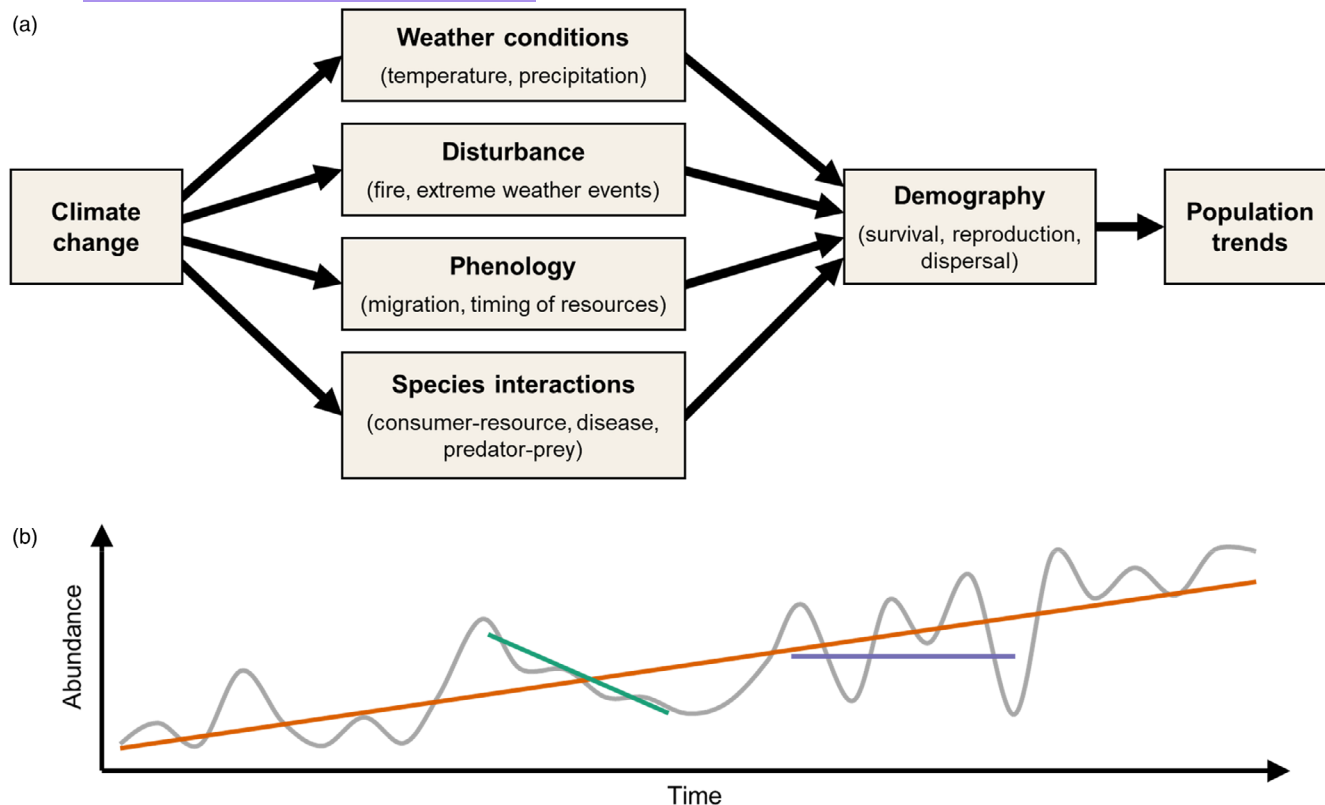 (a)
Weather conditions
(temperature, precipitation)
Disturbance
(fire, extreme weather events)
Climate
change
Phenology
(migration, timing of resources)
Species interactions
(consumer-resource, disease,
predator-prey)
Demography
(survival, reproduction,
dispersal)
Population
trends
(b)
Abundance
Time